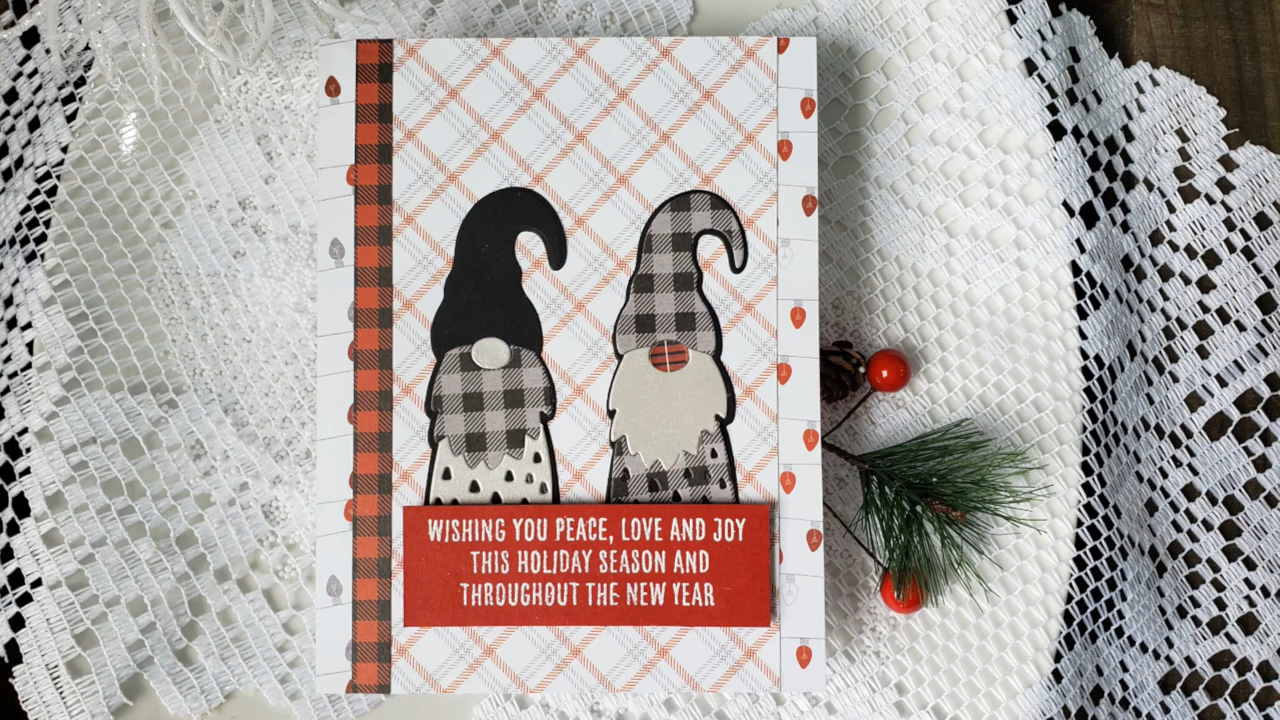 WISHING YOU PEACE, LOVE AND JOY
THIS HOLIDAY SEASON AND
THROUGHOUT THE NEW YEAR